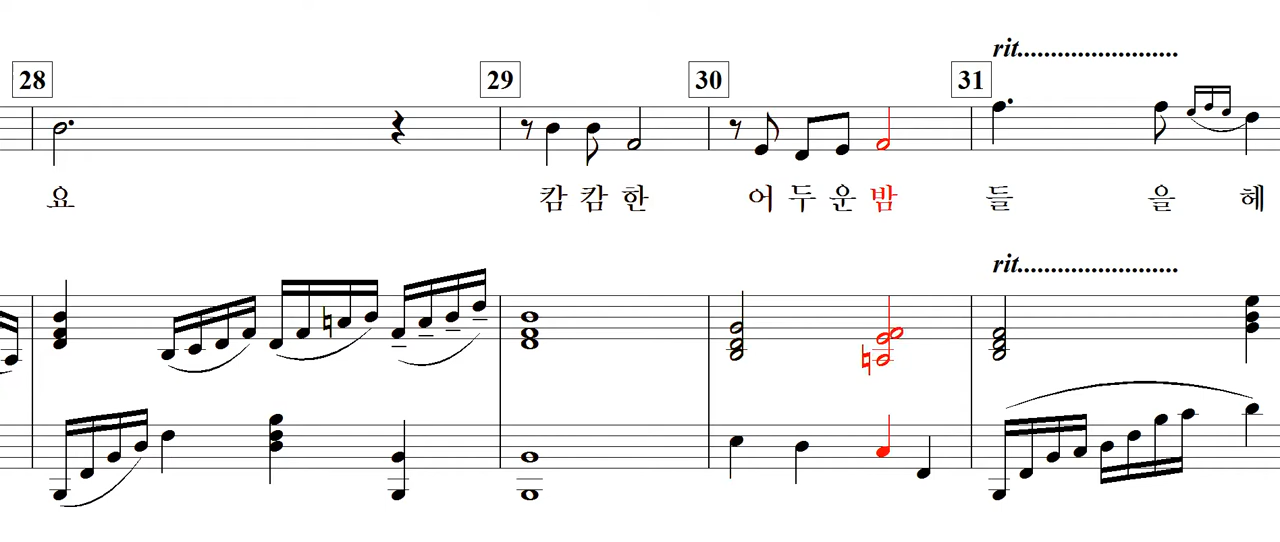 rit..........................
28 29 30 31
요 캄 캄 한 어 두 운 밤 들 을 헤
rit..........................